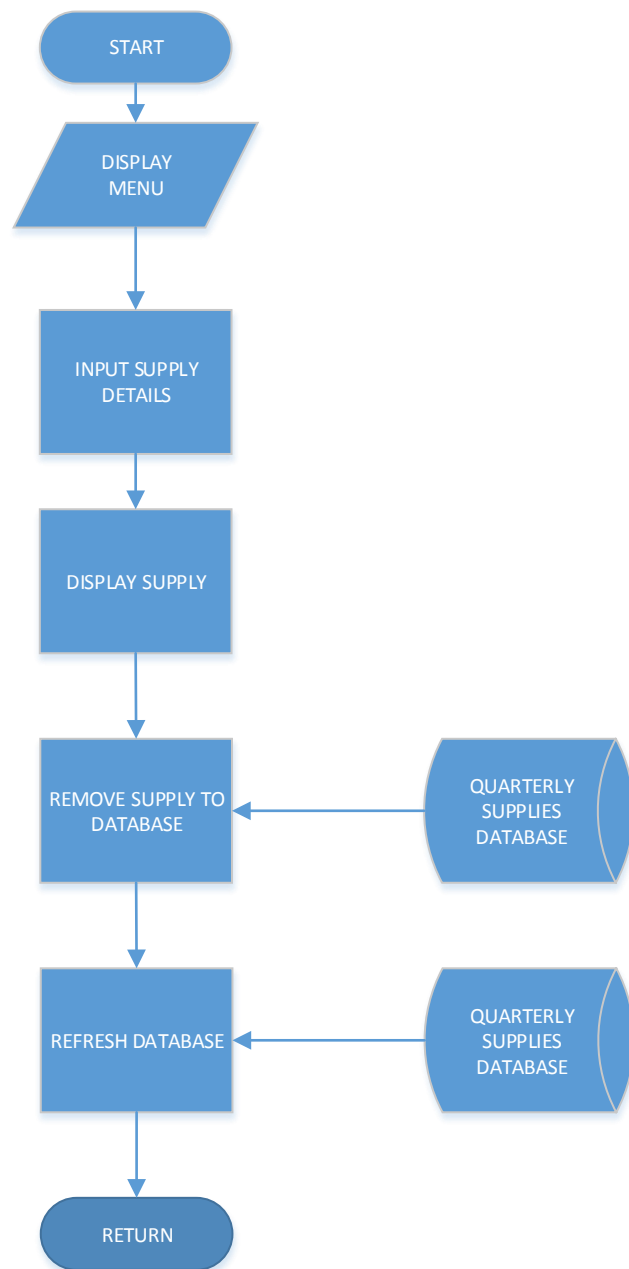 START
DISPLAY
MENU
INPUT SUPPLY
DETAILS
DISPLAY SUPPLY
REMOVE SUPPLY TO
DATABASE
QUARTERLY
SUPPLIES
DATABASE
REFRESH DATABASE
QUARTERLY
SUPPLIES
DATABASE
RETURN